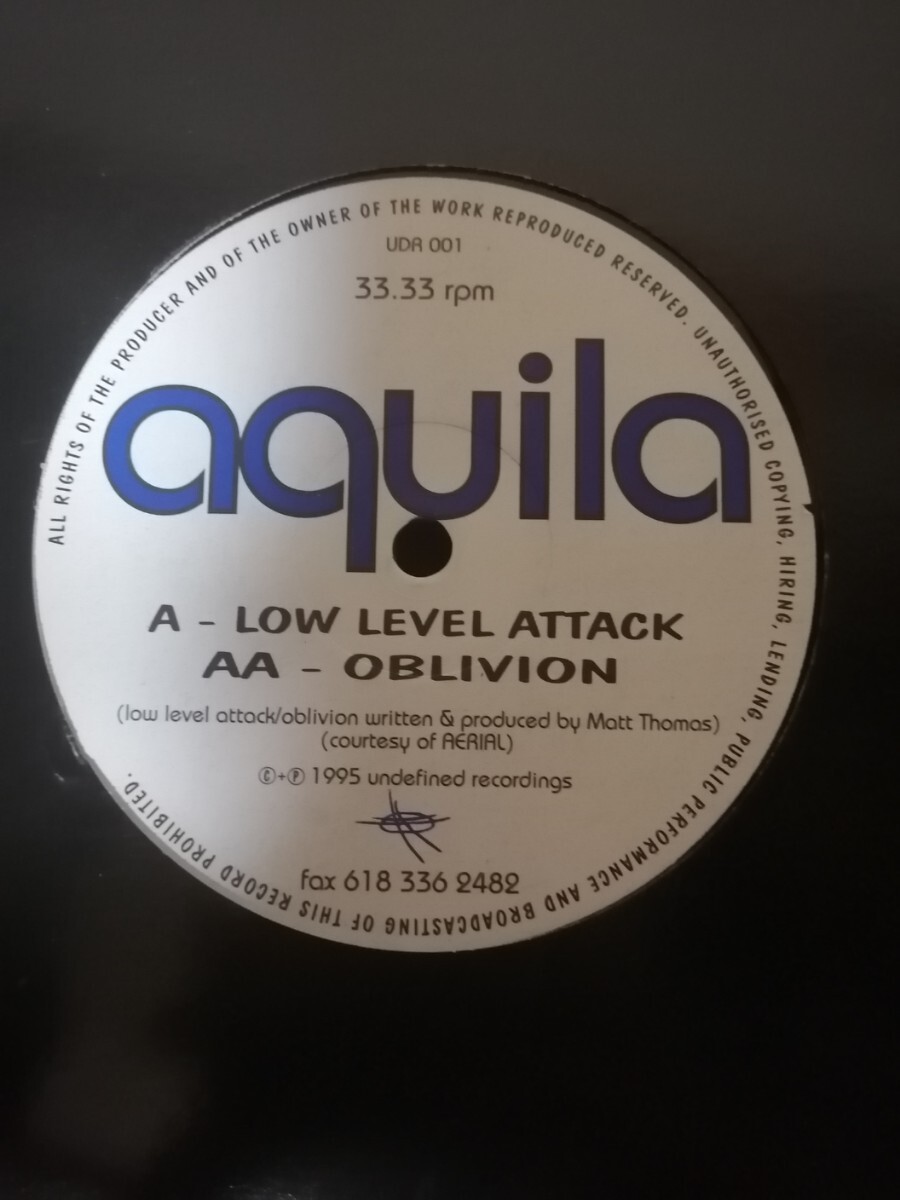 ALL RIGHTS OF THE PRODUCER AND OF THE OWNER OF THE WORK REPRODUCED RESERVED. UNAUTHORISED COPYING, HIRING, LENDING, PUBLIC PERFORMANCE AND BROADCASTING OF THIS RECORD PROHIBITED.
UDR 001
33.33 rpm
aquila
A - LOW LEVEL ATTACK
AA - OBLIVION
(low level attack/oblivion written & produced by Matt Thomas)
(courtesy of AERIAL)
©+℗ 1995 undefined recordings
fax 618 336 2482